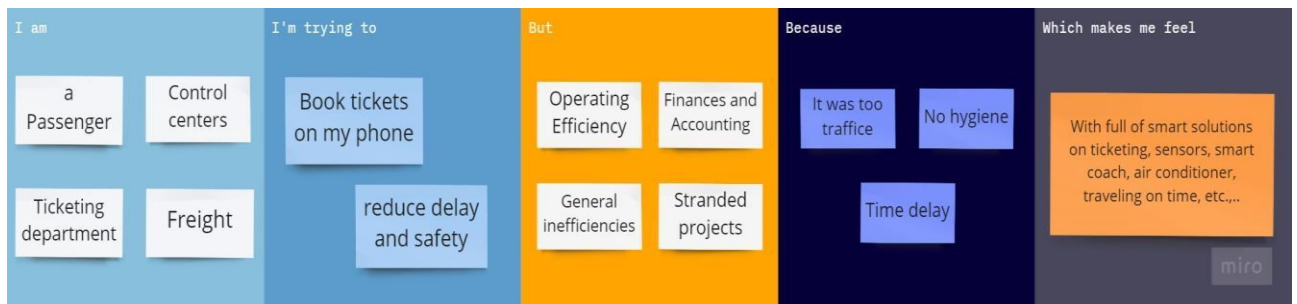 I am
a
Passenger
Control
centers
Ticketing
department
Freight
I'm trying to
Book tickets
on my phone
reduce delay
and safety
But
Operating
Efficiency
Finances and
Accounting
General
inefficiencies
Stranded
projects
Because
It was too
traffice
No hygiene
Time delay
Which makes me feel
With full of smart solutions
on ticketing, sensors, smart
coach, air conditioner,
traveling on time, etc.,..
miro